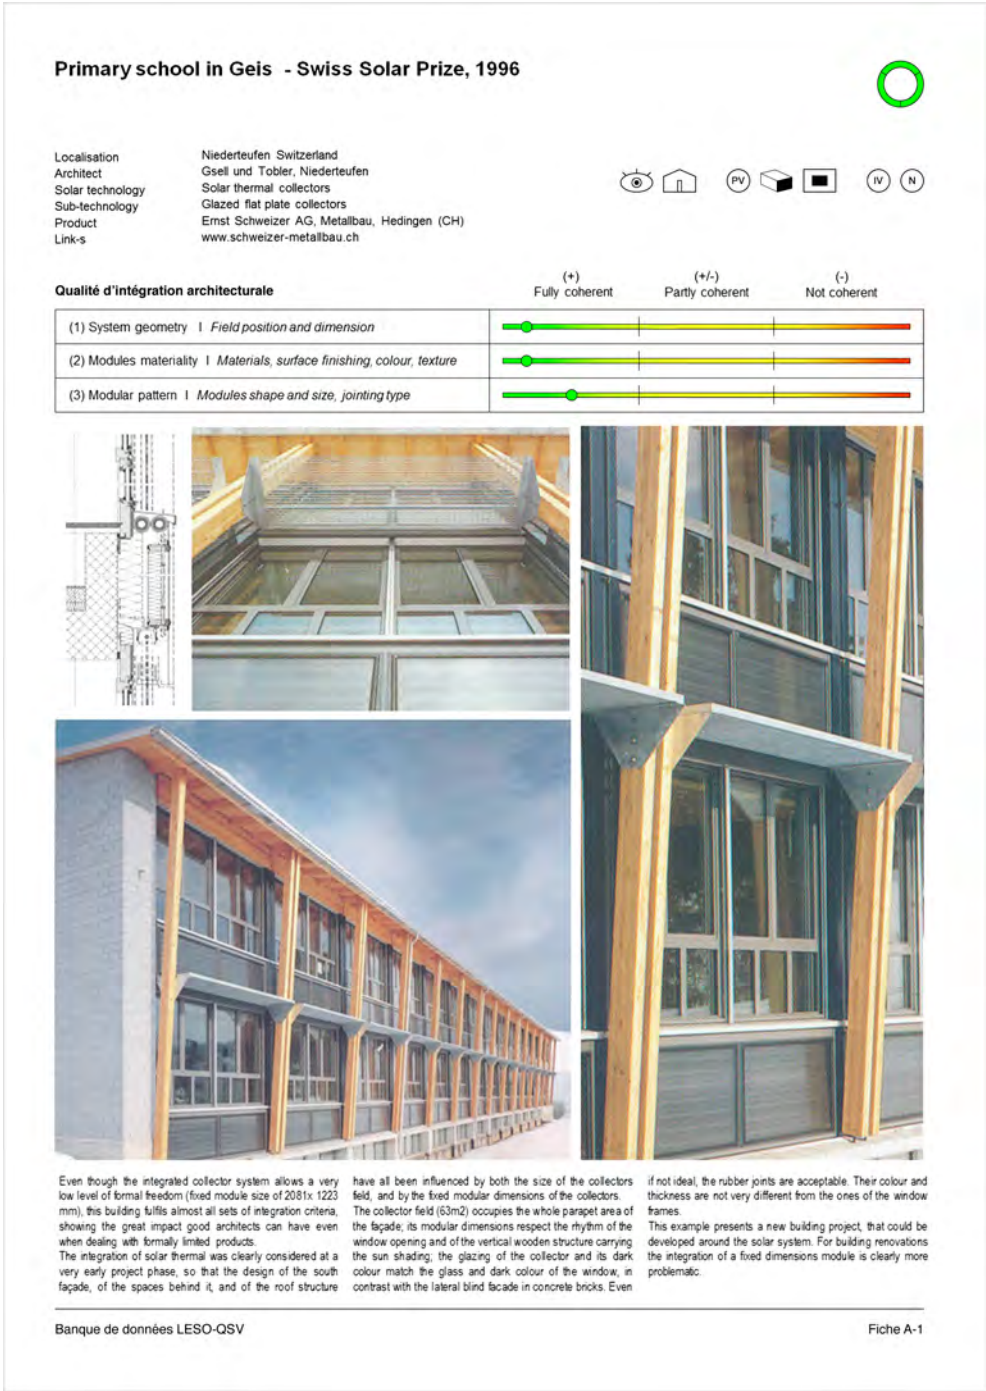 Primary school in Geis - Swiss Solar Prize, 1996
Localisation Niederteufen Switzerland
Architect Gsell und Tobler, Niederteufen
Solar technology Solar thermal collectors
Sub-technology Glazed flat plate collectors
Product Ernst Schweizer AG, Metallbau, Hedingen (CH)
Link-s www.schweizer-metallbau.ch
PV IV N
Qualité d'intégration architecturale
(+) (+/-) (-)
Fully coherent Partly coherent Not coherent
(1) System geometry I Field position and dimension
(2) Modules materiality I Materials, surface finishing, colour, texture
(3) Modular pattern I Modules shape and size, jointing type
Even though the integrated collector system allows a very
low level of formal freedom (fixed module size of 2081x 1223
mm), this building fulfils almost all sets of integration criteria,
showing the great impact good architects can have even
when dealing with formally limited products.
The integration of solar thermal was clearly considered at a
very early project phase, so that the design of the south
façade, of the spaces behind it, and of the roof structure
have all been influenced by both the size of the collectors
field, and by the fixed modular dimensions of the collectors.
The collector field (63m2) occupies the whole parapet area of
the façade; its modular dimensions respect the rhythm of the
window opening and of the vertical wooden structure carrying
the sun shading; the glazing of the collector and its dark
colour match the glass and dark colour of the window, in
contrast with the lateral blind facade in concrete bricks. Even
if not ideal, the rubber joints are acceptable. Their colour and
thickness are not very different from the ones of the window
frames.
This example presents a new building project, that could be
developed around the solar system. For building renovations
the integration of a fixed dimensions module is clearly more
problematic.
Banque de données LESO-QSV Fiche A-1